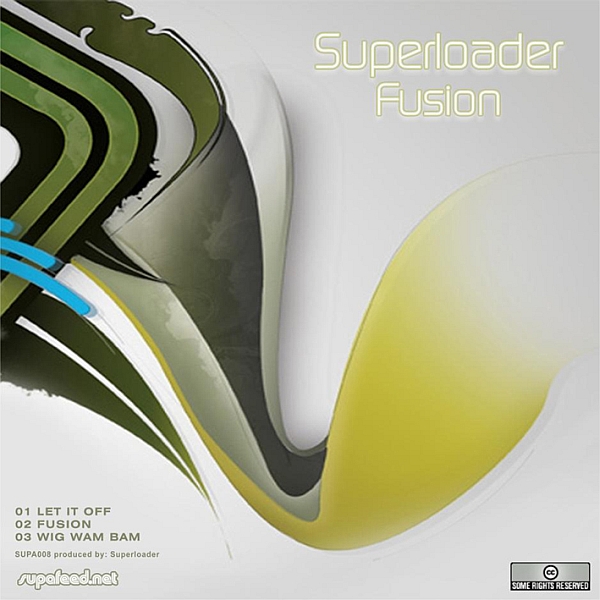 Superloader
Fusion
01 LET IT OFF
02 FUSION
03 WIG WAM BAM
SUPA008 produced by: Superloader
supafeed.net
cc
SOME RIGHTS RESERVED